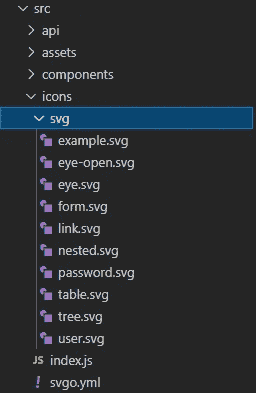 src
api
assets
components
icons
svg
example.svg
eye-open.svg
eye.svg
form.svg
link.svg
nested.svg
password.svg
table.svg
tree.svg
user.svg
JS index.js
! svgo.yml